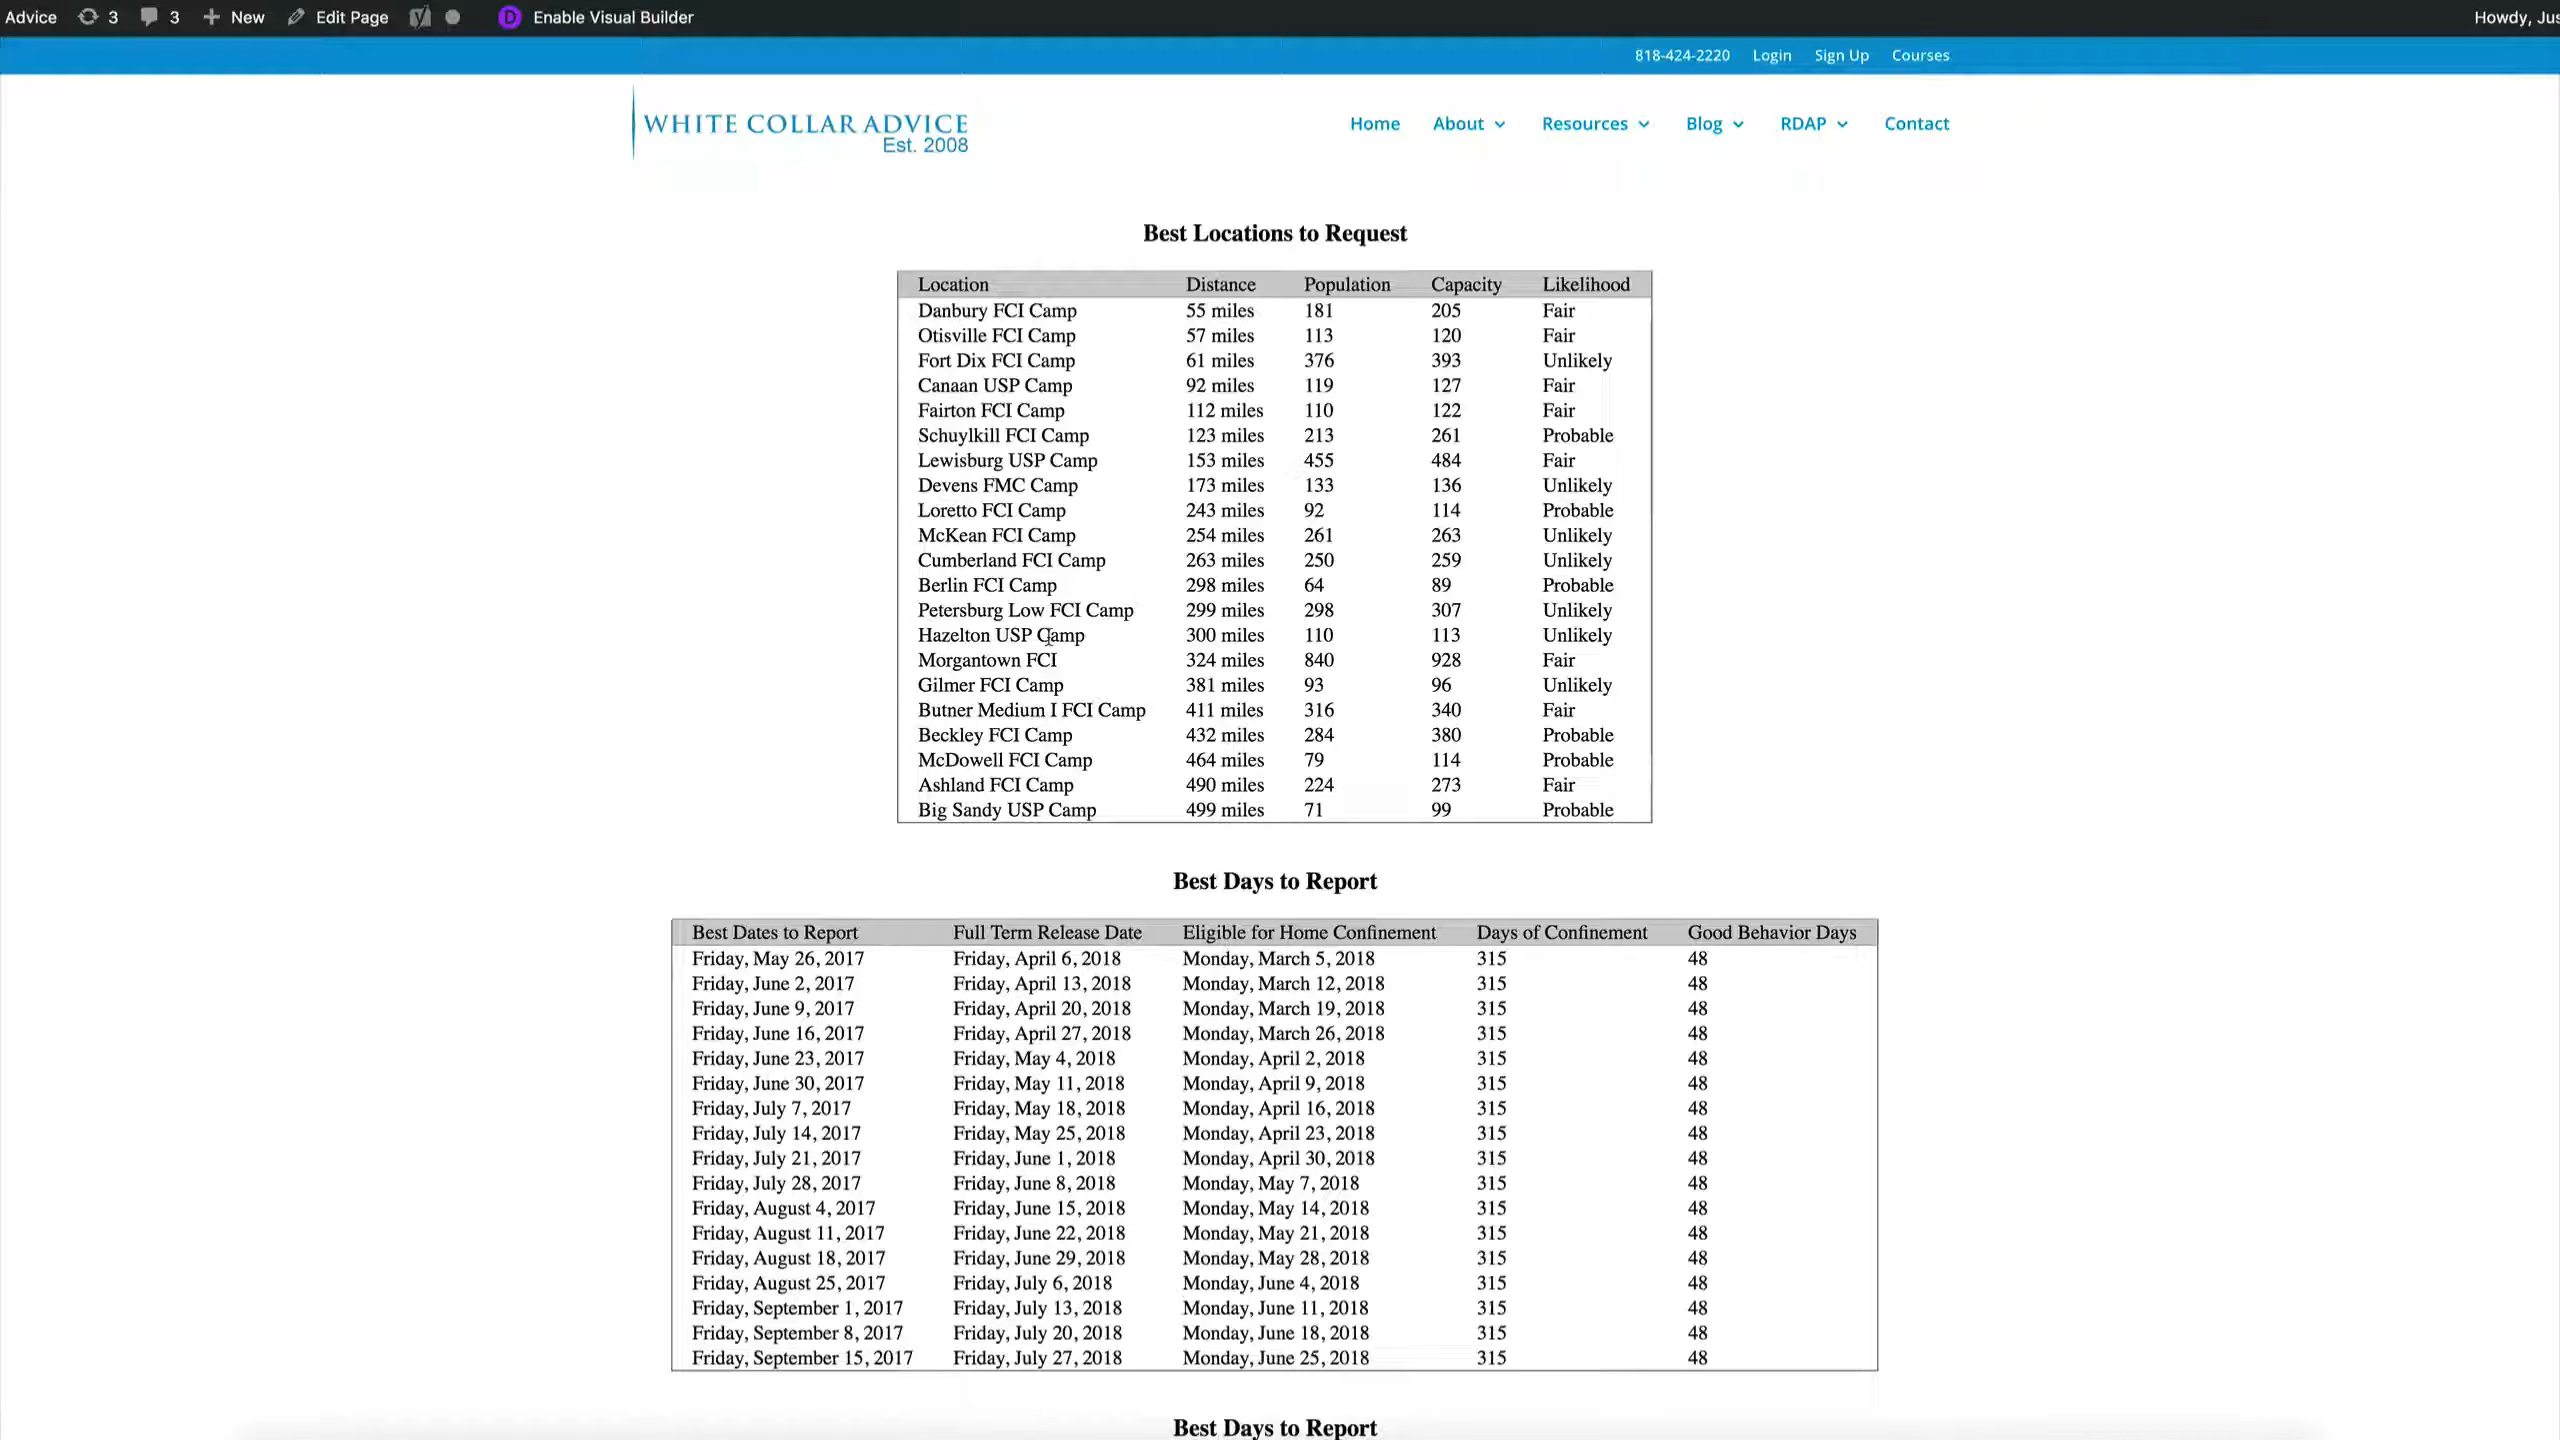 Advice 3 3 New Edit Page Enable Visual Builder Howdy, Jus
818-424-2220 Login Sign Up Courses
WHITE COLLAR ADVICE
Est. 2008
Home About Resources Blog RDAP Contact
Best Locations to Request
Location Distance Population Capacity Likelihood
Danbury FCI Camp 55 miles 181 205 Fair
Otisville FCI Camp 57 miles 113 120 Fair
Fort Dix FCI Camp 61 miles 376 393 Unlikely
Canaan USP Camp 92 miles 119 127 Fair
Fairton FCI Camp 112 miles 110 122 Fair
Schuylkill FCI Camp 123 miles 213 261 Probable
Lewisburg USP Camp 153 miles 455 484 Fair
Devens FMC Camp 173 miles 133 136 Unlikely
Loretto FCI Camp 243 miles 92 114 Probable
McKean FCI Camp 254 miles 261 263 Unlikely
Cumberland FCI Camp 263 miles 250 259 Unlikely
Berlin FCI Camp 298 miles 64 89 Probable
Petersburg Low FCI Camp 299 miles 298 307 Unlikely
Hazelton USP Camp 300 miles 110 113 Unlikely
Morgantown FCI 324 miles 840 928 Fair
Gilmer FCI Camp 381 miles 93 96 Unlikely
Butner Medium I FCI Camp 411 miles 316 340 Fair
Beckley FCI Camp 432 miles 284 380 Probable
McDowell FCI Camp 464 miles 79 114 Probable
Ashland FCI Camp 490 miles 224 273 Fair
Big Sandy USP Camp 499 miles 71 99 Probable
Best Days to Report
Best Dates to Report Full Term Release Date Eligible for Home Confinement Days of Confinement Good Behavior Days
Friday, May 26, 2017 Friday, April 6, 2018 Monday, March 5, 2018 315 48
Friday, June 2, 2017 Friday, April 13, 2018 Monday, March 12, 2018 315 48
Friday, June 9, 2017 Friday, April 20, 2018 Monday, March 19, 2018 315 48
Friday, June 16, 2017 Friday, April 27, 2018 Monday, March 26, 2018 315 48
Friday, June 23, 2017 Friday, May 4, 2018 Monday, April 2, 2018 315 48
Friday, June 30, 2017 Friday, May 11, 2018 Monday, April 9, 2018 315 48
Friday, July 7, 2017 Friday, May 18, 2018 Monday, April 16, 2018 315 48
Friday, July 14, 2017 Friday, May 25, 2018 Monday, April 23, 2018 315 48
Friday, July 21, 2017 Friday, June 1, 2018 Monday, April 30, 2018 315 48
Friday, July 28, 2017 Friday, June 8, 2018 Monday, May 7, 2018 315 48
Friday, August 4, 2017 Friday, June 15, 2018 Monday, May 14, 2018 315 48
Friday, August 11, 2017 Friday, June 22, 2018 Monday, May 21, 2018 315 48
Friday, August 18, 2017 Friday, June 29, 2018 Monday, May 28, 2018 315 48
Friday, August 25, 2017 Friday, July 6, 2018 Monday, June 4, 2018 315 48
Friday, September 1, 2017 Friday, July 13, 2018 Monday, June 11, 2018 315 48
Friday, September 8, 2017 Friday, July 20, 2018 Monday, June 18, 2018 315 48
Friday, September 15, 2017 Friday, July 27, 2018 Monday, June 25, 2018 315 48
Best Days to Report